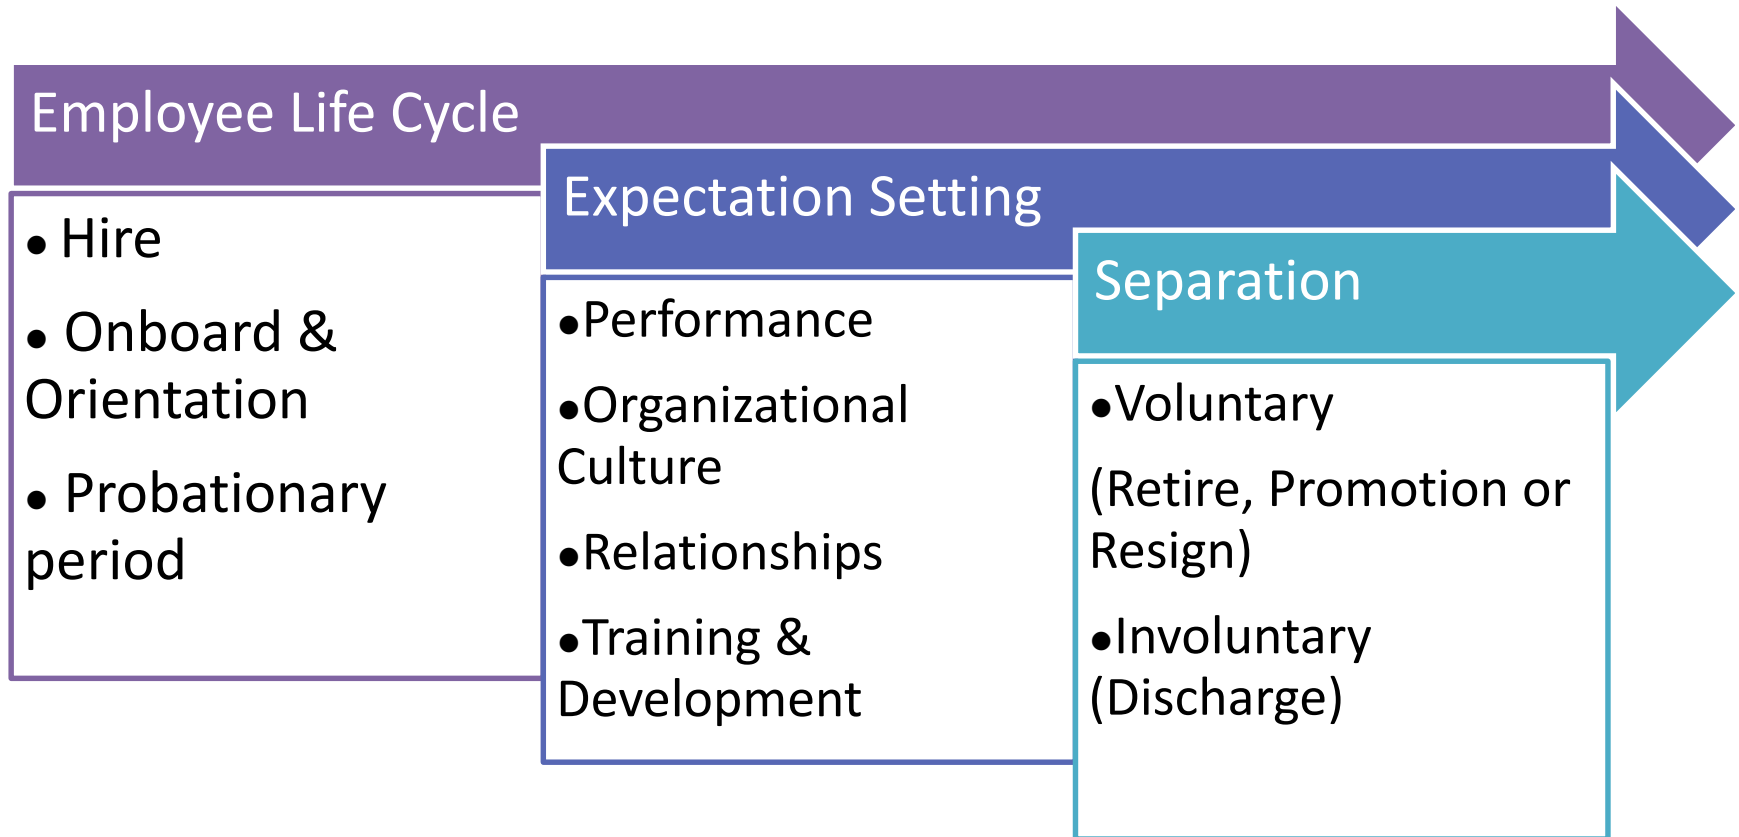 Employee Life Cycle
● Hire
● Onboard &
Orientation
● Probationary
period
Expectation Setting
●Performance
●Organizational
Culture
●Relationships
●Training &
Development
Separation
●Voluntary
(Retire, Promotion or
Resign)
●Involuntary
(Discharge)